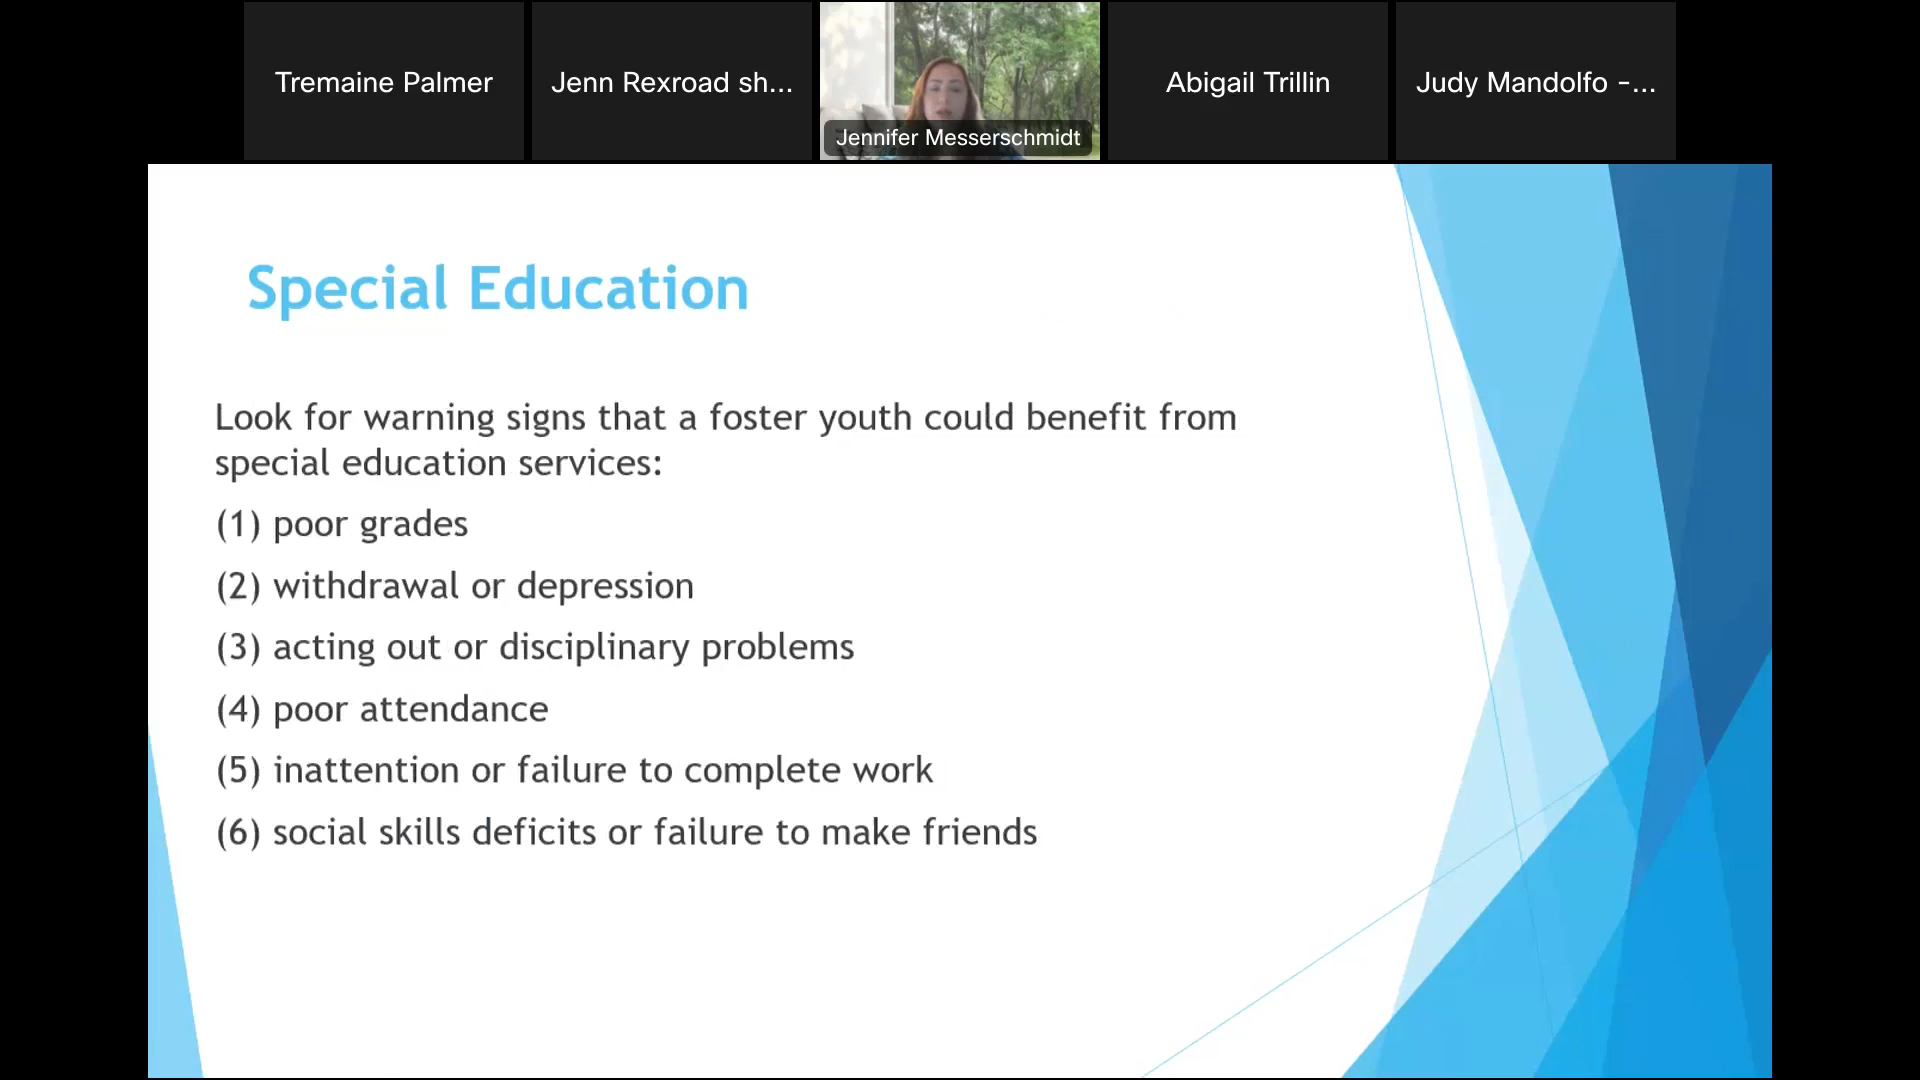 Tremaine Palmer
Jenn Rexroad sh...
Jennifer Messerschmidt
Abigail Trillin
Judy Mandolfo -...
Special Education
Look for warning signs that a foster youth could benefit from
special education services:
(1) poor grades
(2) withdrawal or depression
(3) acting out or disciplinary problems
(4) poor attendance
(5) inattention or failure to complete work
(6) social skills deficits or failure to make friends